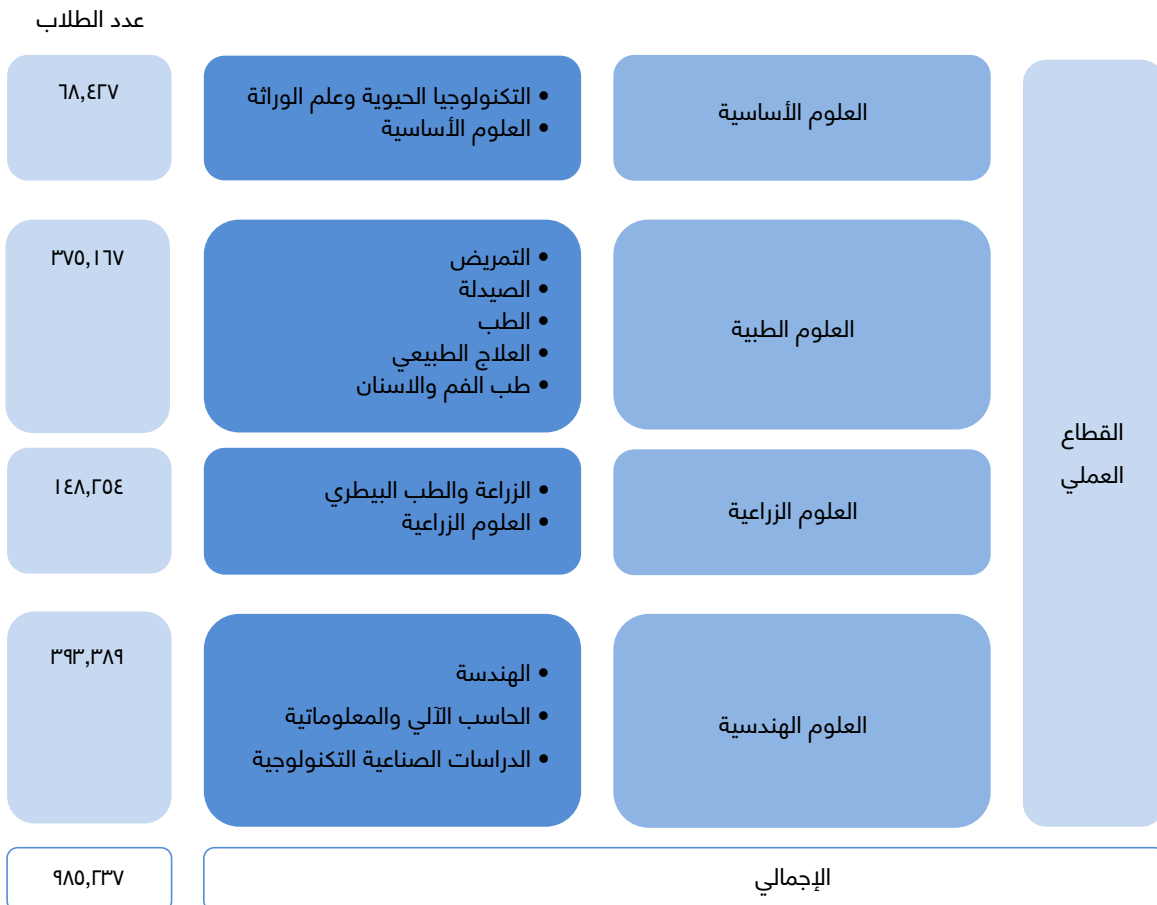 عدد الطلاب
القطاع
العملي
العلوم الأساسية
• التكنولوجيا الحيوية وعلم الوراثة
• العلوم الأساسية
٦٨,٤٢٧
العلوم الطبية
• التمريض
• الصيدلة
• الطب
• العلاج الطبيعي
• طب الفم والاسنان
٣٧٥,١٦٧
العلوم الزراعية
• الزراعة والطب البيطري
• العلوم الزراعية
١٤٨,٢٥٤
العلوم الهندسية
• الهندسة
• الحاسب الآلي والمعلوماتية
• الدراسات الصناعية التكنولوجية
٣٩٣,٣٨٩
الإجمالي
٩٨٥,٢٣٧